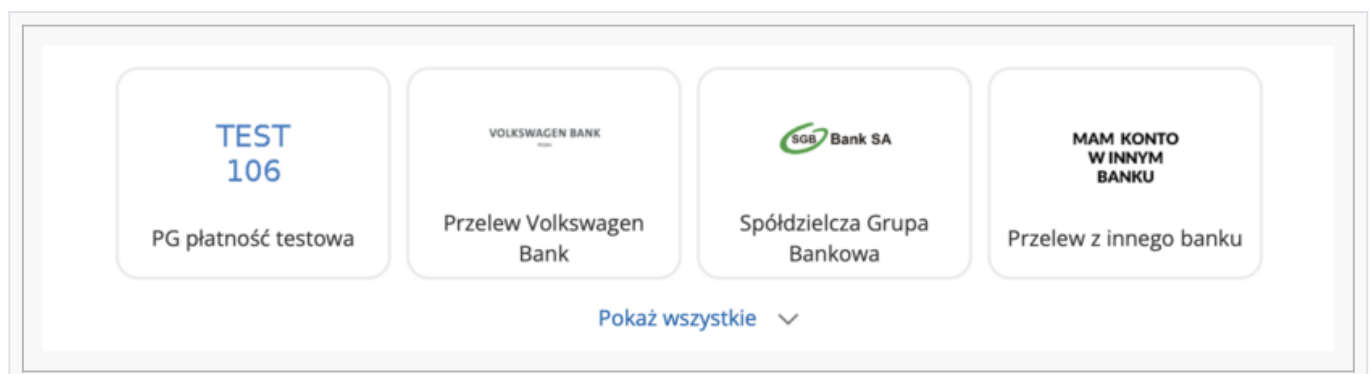 TEST
106
PG płatność testowa
VOLKSWAGEN BANK
Przelew Volkswagen
Bank
SGB Bank SA
Spółdzielcza Grupa
Bankowa
MAM KONTO
W INNYM
BANKU
Przelew z innego banku
Pokaż wszystkie